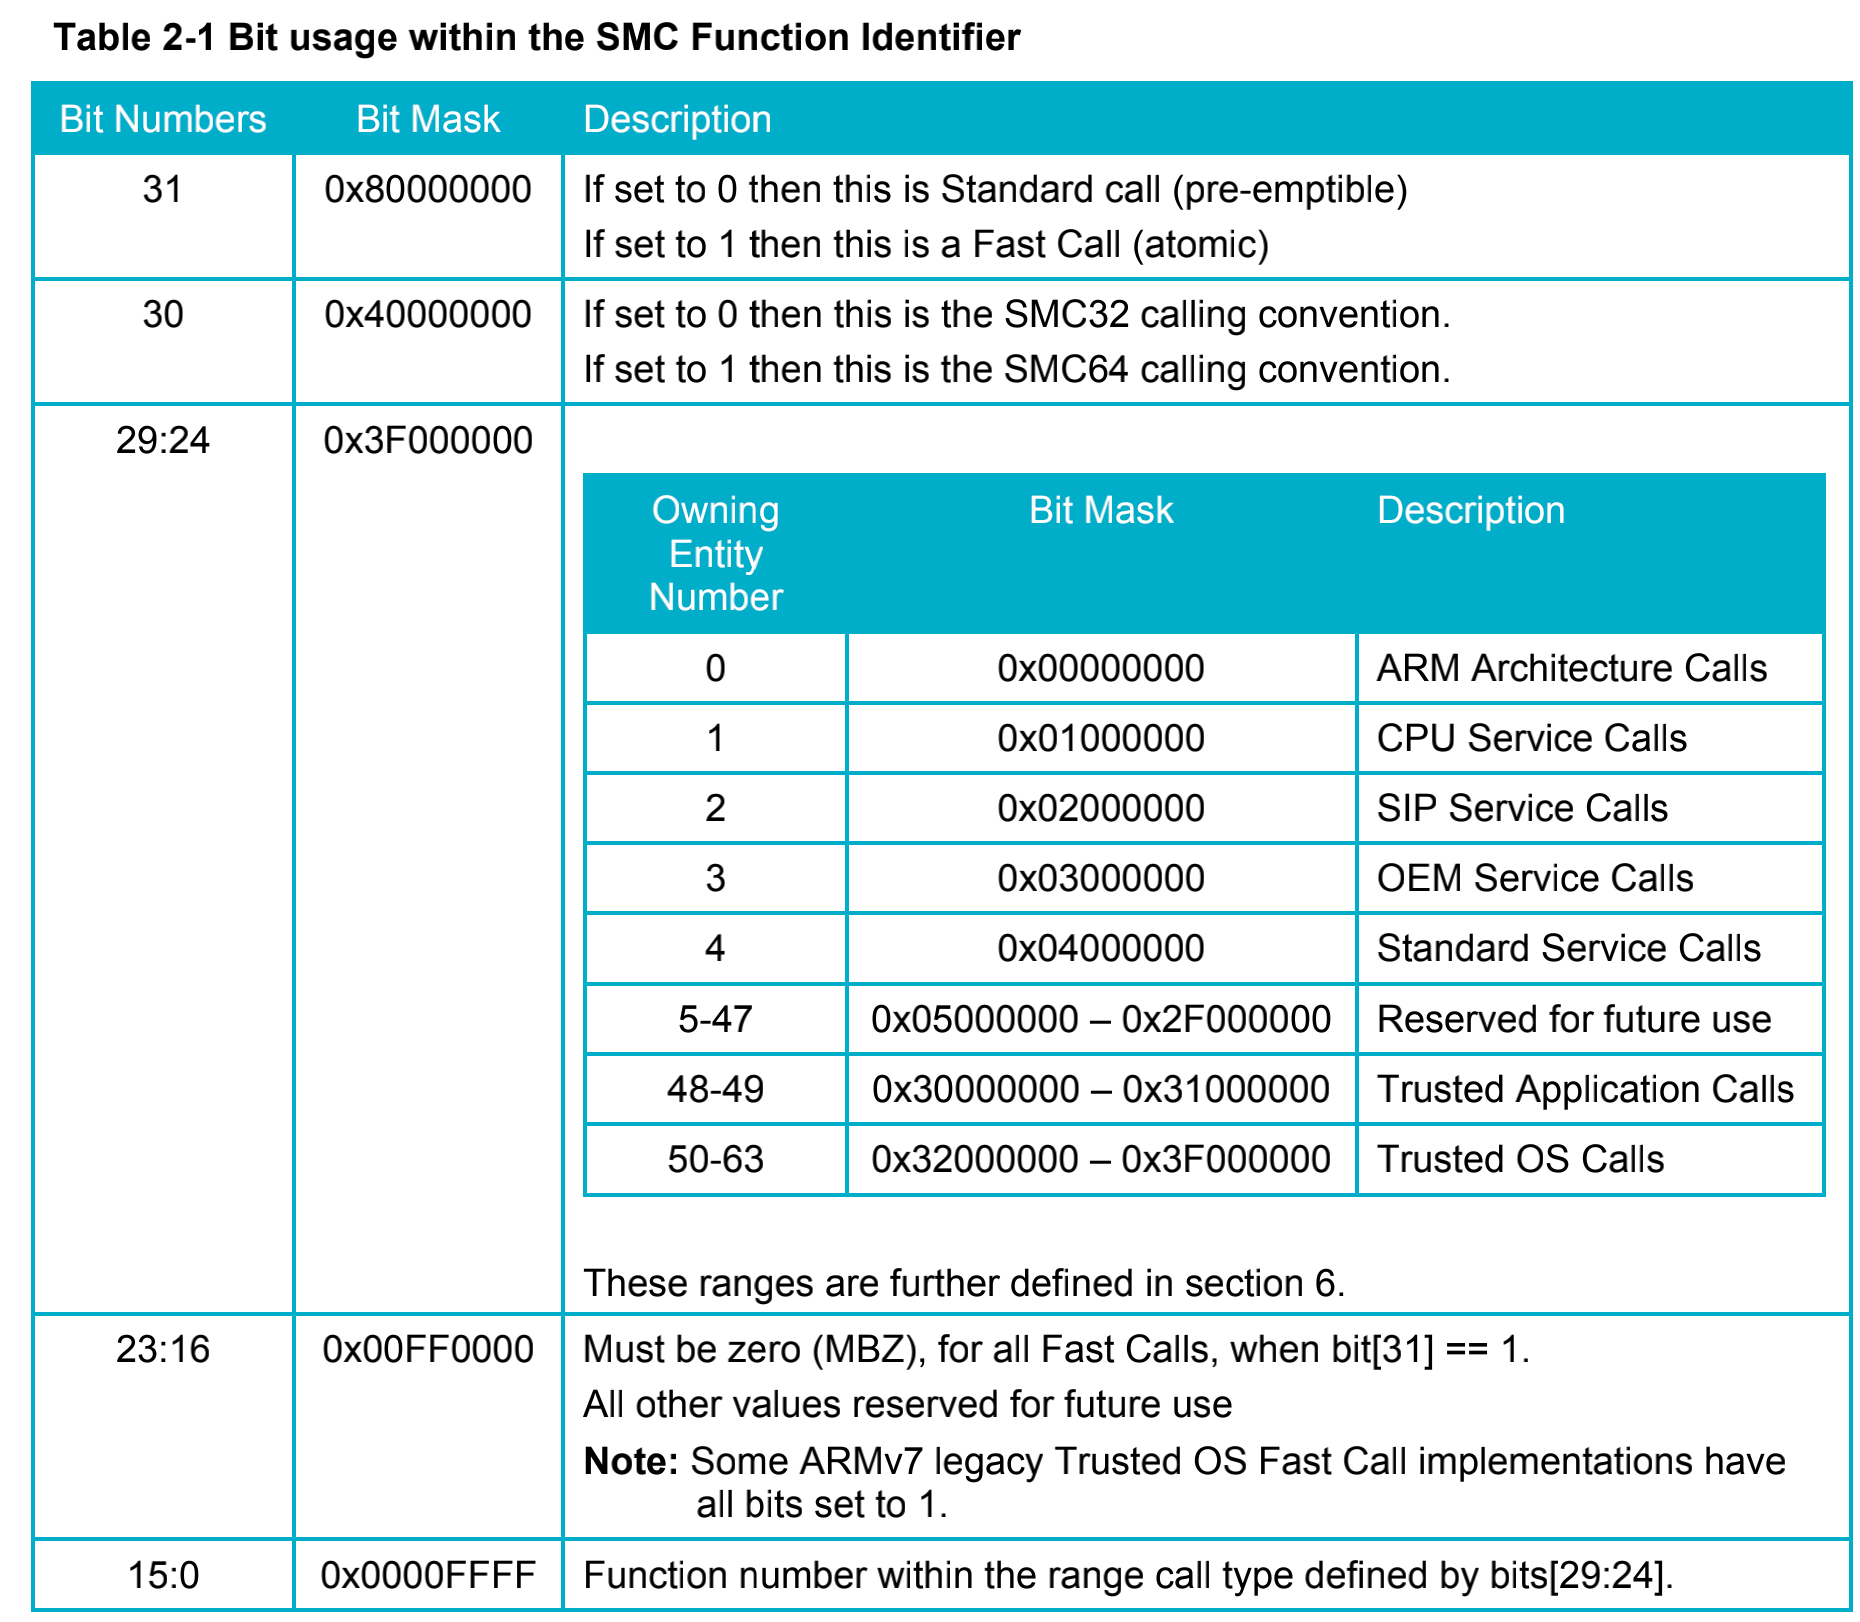 Table 2-1 Bit usage within the SMC Function Identifier
Bit Numbers Bit Mask Description
31 0x80000000 If set to 0 then this is Standard call (pre-emptible)
If set to 1 then this is a Fast Call (atomic)
30 0x40000000 If set to 0 then this is the SMC32 calling convention.
If set to 1 then this is the SMC64 calling convention.
29:24 0x3F000000
Owning Bit Mask Description
Entity
Number
0 0x00000000 ARM Architecture Calls
1 0x01000000 CPU Service Calls
2 0x02000000 SIP Service Calls
3 0x03000000 OEM Service Calls
4 0x04000000 Standard Service Calls
5-47 0x05000000 – 0x2F000000 Reserved for future use
48-49 0x30000000 – 0x31000000 Trusted Application Calls
50-63 0x32000000 – 0x3F000000 Trusted OS Calls
These ranges are further defined in section 6.
23:16 0x00FF0000 Must be zero (MBZ), for all Fast Calls, when bit[31] == 1.
All other values reserved for future use
Note: Some ARMv7 legacy Trusted OS Fast Call implementations have
all bits set to 1.
15:0 0x0000FFFF Function number within the range call type defined by bits[29:24].